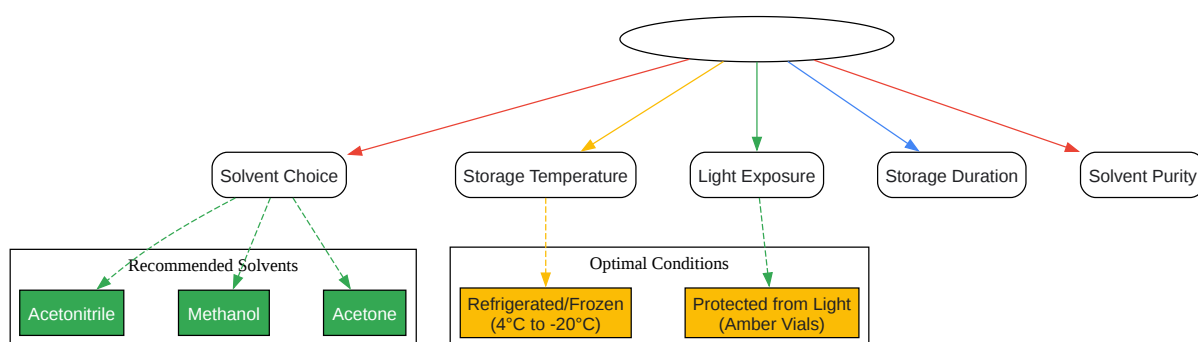 Solvent Choice
Storage Temperature
Light Exposure
Storage Duration
Solvent Purity
Recommended Solvents
Optimal Conditions
Acetonitrile
Methanol
Acetone
Refrigerated/Frozen
(4°C to -20°C)
Protected from Light
(Amber Vials)